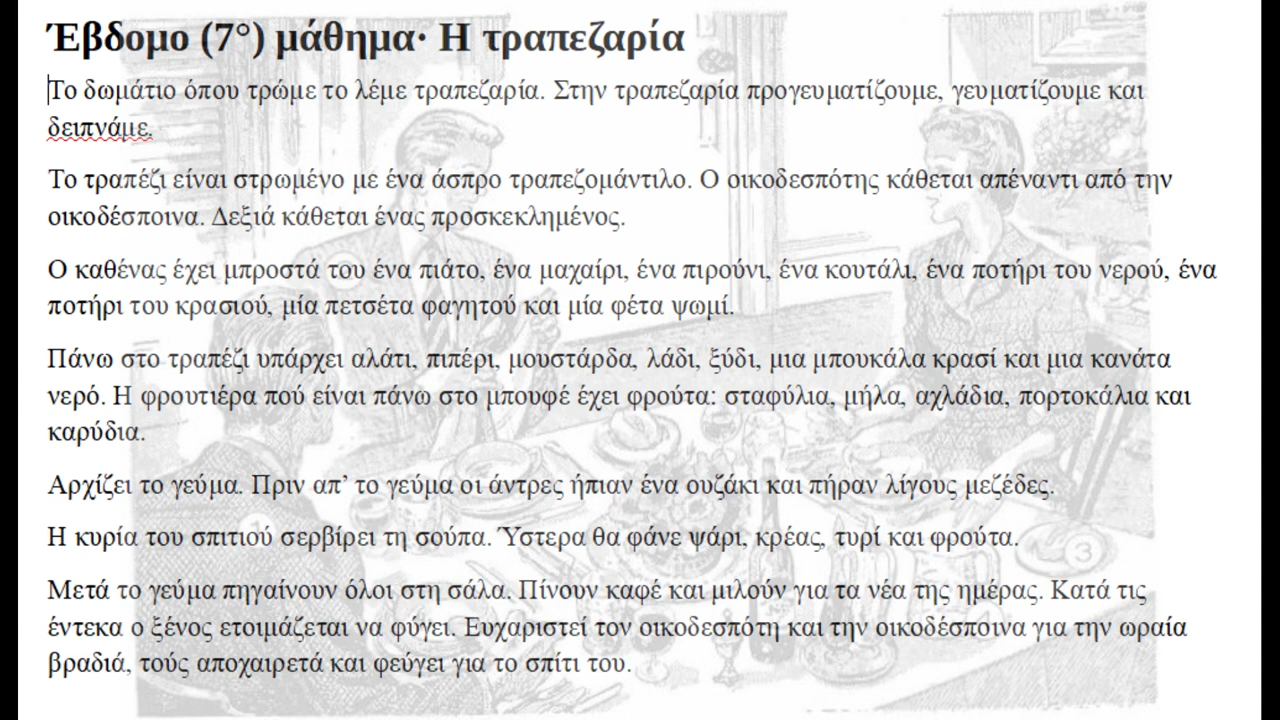 Έβδομο (7°) μάθημα· Η τραπεζαρία
Το δωμάτιο όπου τρώμε το λέμε τραπεζαρία. Στην τραπεζαρία προγευματίζουμε, γευματίζουμε και
δειπνάμε.
Το τραπέζι είναι στρωμένο με ένα άσπρο τραπεζομάντιλο. Ο οικοδεσπότης κάθεται απέναντι από την
οικοδέσποινα. Δεξιά κάθεται ένας προσκεκλημένος.
Ο καθένας έχει μπροστά του ένα πιάτο, ένα μαχαίρι, ένα πιρούνι, ένα κουτάλι, ένα ποτήρι του νερού, ένα
ποτήρι του κρασιού, μία πετσέτα φαγητού και μία φέτα ψωμί.
Πάνω στο τραπέζι υπάρχει αλάτι, πιπέρι, μουστάρδα, λάδι, ξύδι, μια μπουκάλα κρασί και μια κανάτα
νερό. Η φρουτιέρα πού είναι πάνω στο μπουφέ έχει φρούτα: σταφύλια, μήλα, αχλάδια, πορτοκάλια και
καρύδια.
Αρχίζει το γεύμα. Πριν απ’ το γεύμα οι άντρες ήπιαν ένα ουζάκι και πήραν λίγους μεζέδες.
Η κυρία του σπιτιού σερβίρει τη σούπα. Ύστερα θα φάνε ψάρι, κρέας, τυρί και φρούτα.
Μετά το γεύμα πηγαίνουν όλοι στη σάλα. Πίνουν καφέ και μιλούν για τα νέα της ημέρας. Κατά τις
έντεκα ο ξένος ετοιμάζεται να φύγει. Ευχαριστεί τον οικοδεσπότη και την οικοδέσποινα για την ωραία
βραδιά, τούς αποχαιρετά και φεύγει για το σπίτι του.
1
3